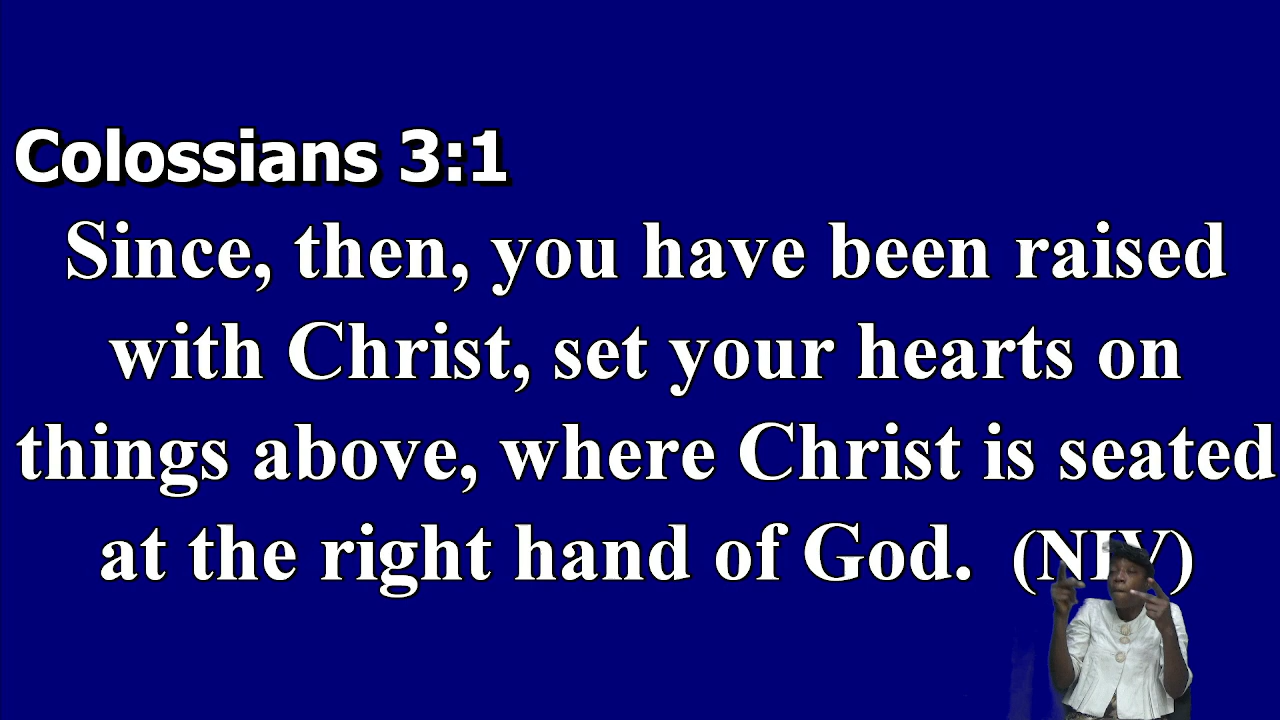 Colossians 3:1
Since, then, you have been raised
with Christ, set your hearts on
things above, where Christ is seated
at the right hand of God. (NIV)